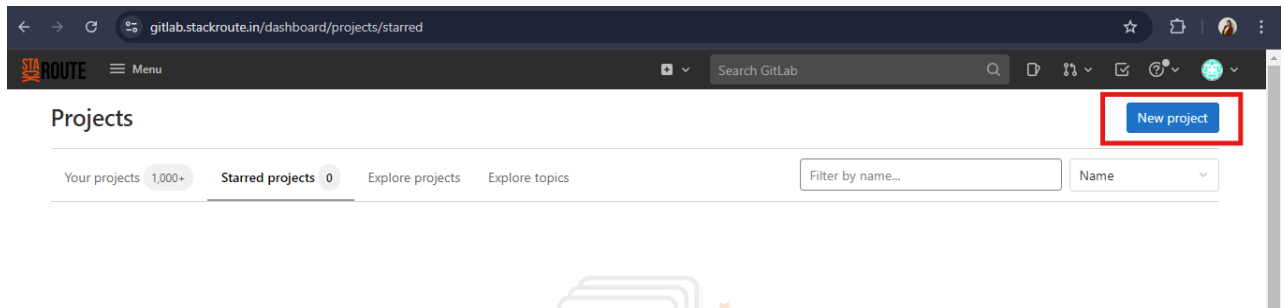 gitlab.stackroute.in/dashboard/projects/starred
STACKROUTE Menu Search GitLab
Projects New project
Your projects 1,000+ Starred projects 0 Explore projects Explore topics Filter by name... Name